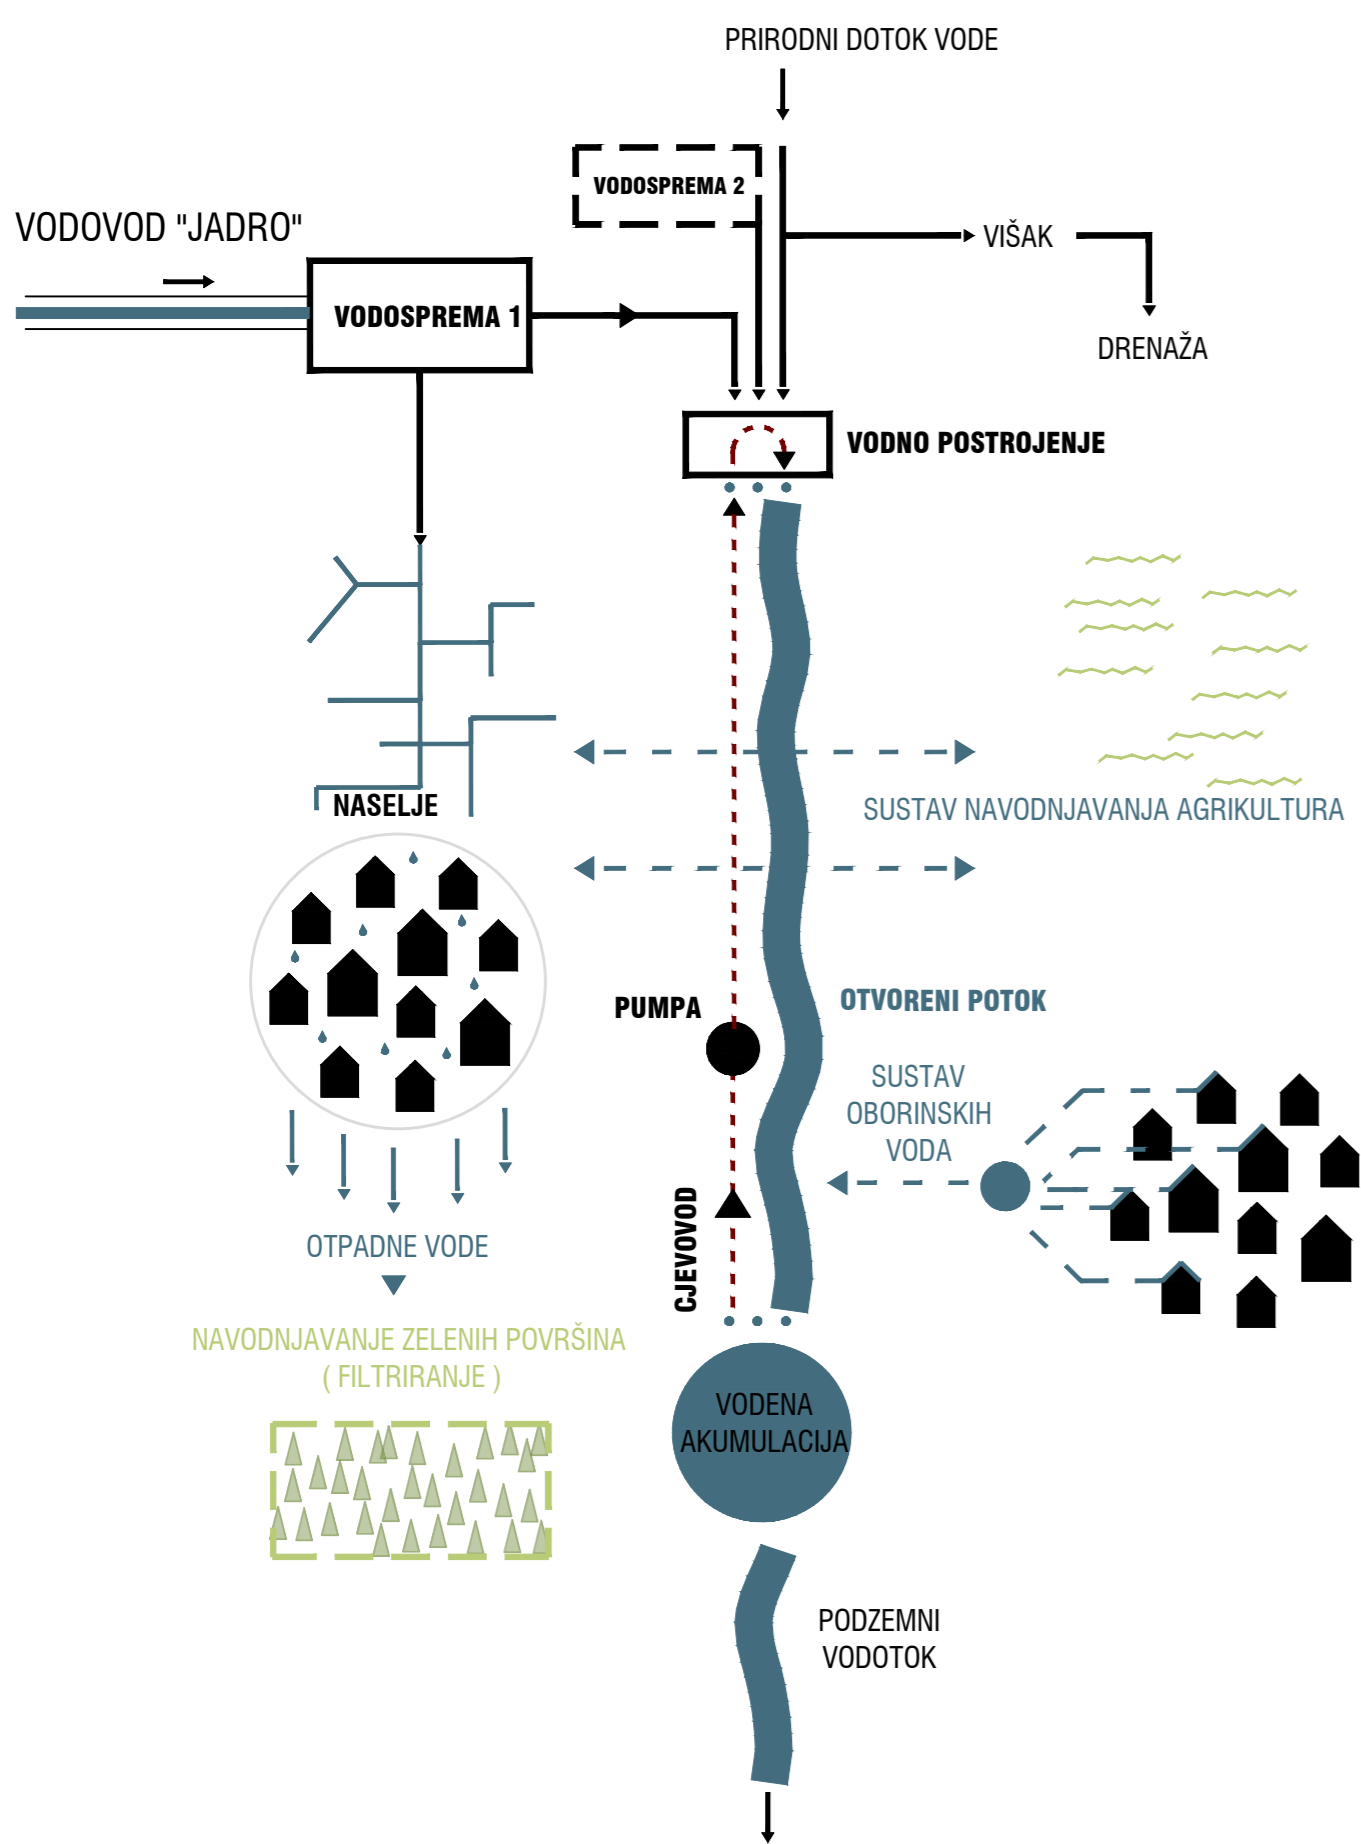 PRIRODNI DOTOK VODE
VODOSPREMA 2
VODOVOD "JADRO"
VIŠAK
VODOSPREMA 1
DRENAŽA
VODNO POSTROJENJE
NASELJE
SUSTAV NAVODNJAVANJA AGRIKULTURA
PUMPA
OTVORENI POTOK
SUSTAV
OBORINSKIH
VODA
CJEVOVOD
OTPADNE VODE
NAVODNJAVANJE ZELENIH POVRŠINA
( FILTRIRANJE )
VODENA
AKUMULACIJA
PODZEMNI
VODOTOK